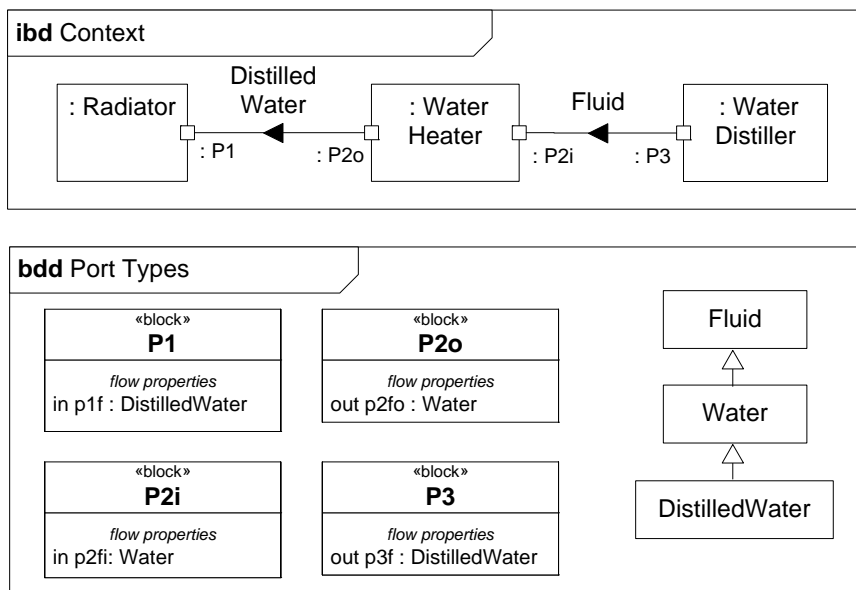 ibd Context
Distilled
Water
Fluid
: Radiator
: Water
Heater
: Water
Distiller
: P1
: P2o
: P2i
: P3
bdd Port Types
«block»
P1
flow properties
in p1f : DistilledWater
«block»
P2o
flow properties
out p2fo : Water
Fluid
Water
DistilledWater
«block»
P2i
flow properties
in p2fi: Water
«block»
P3
flow properties
out p3f : DistilledWater